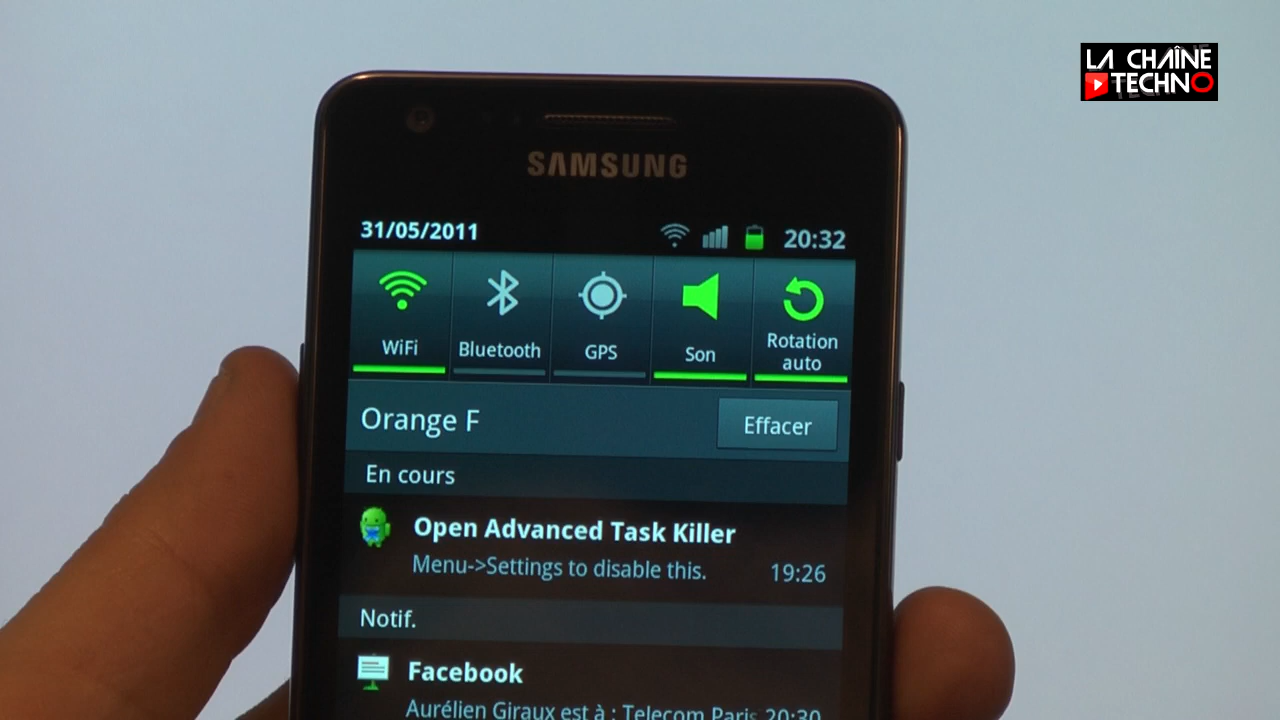 LA CHAÎNE
TECHNO
SAMSUNG
31/05/2011 20:32
WiFi Bluetooth GPS Son Rotation auto
Orange F Effacer
En cours
Open Advanced Task Killer
Menu->Settings to disable this. 19:26
Notif.
Facebook
Aurélien Giraux est à : Telecom Paris 20:30